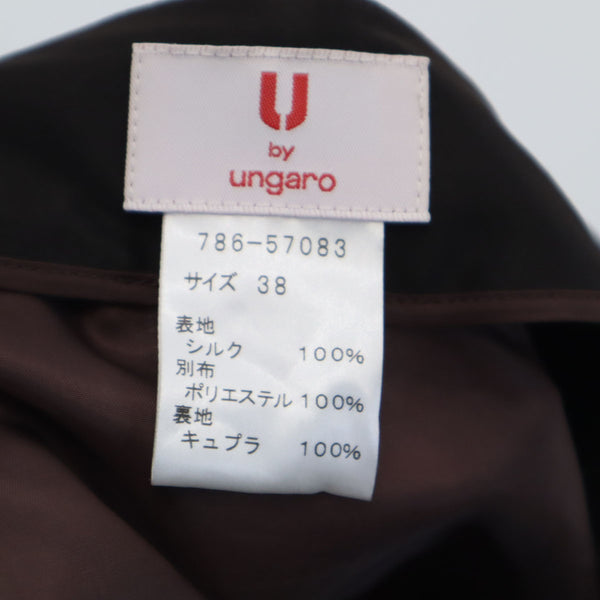 U
by
ungaro
786-57083
サイズ 38
表地
シルク 100%
別布
ポリエステル 100%
裏地
キュプラ 100%